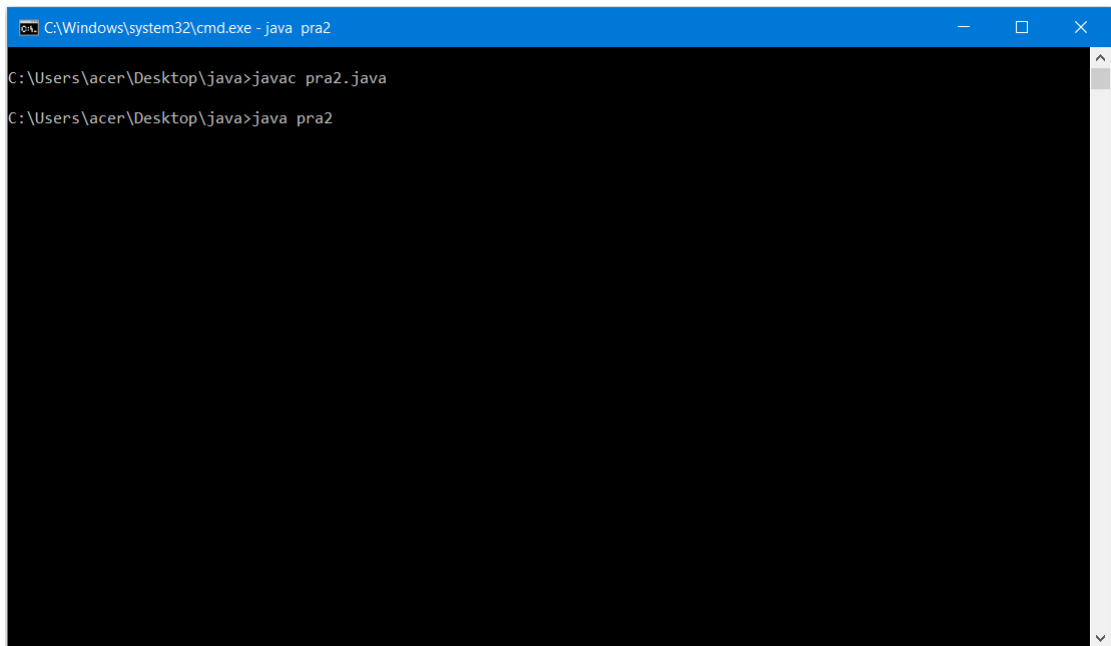 C:\Windows\system32\cmd.exe - java  pra2
C:\Users\acer\Desktop\java>javac pra2.java
C:\Users\acer\Desktop\java>java pra2